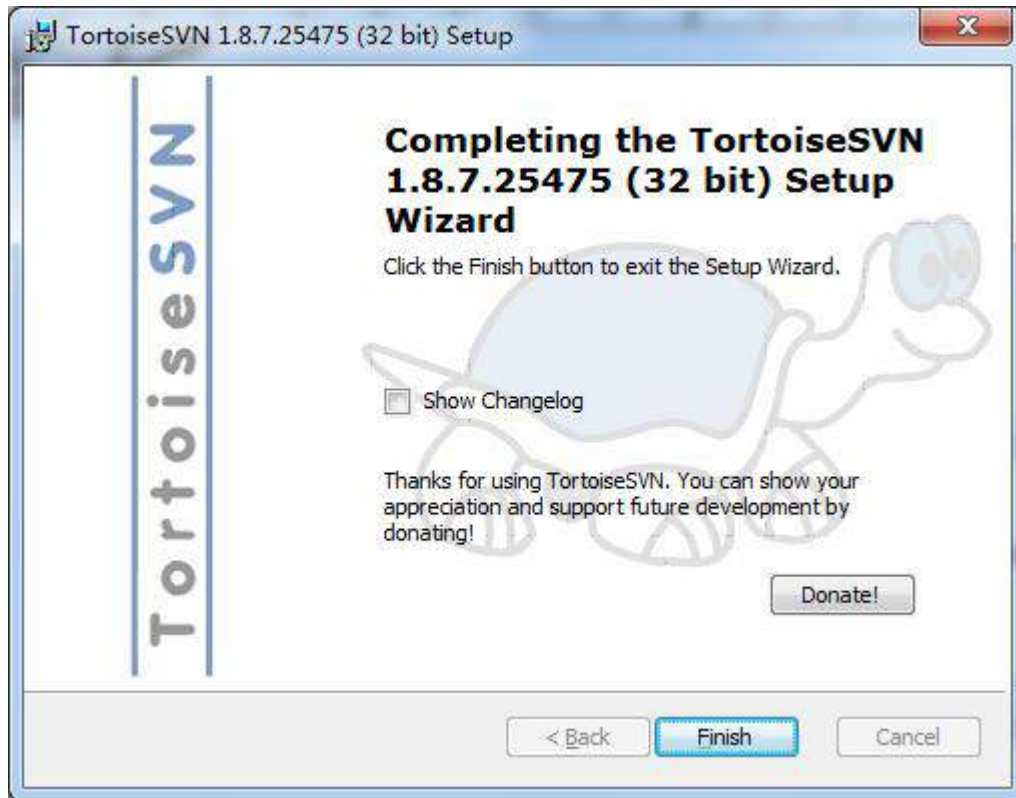 TortoiseSVN 1.8.7.25475 (32 bit) Setup
TortoiseSVN
Completing the TortoiseSVN
1.8.7.25475 (32 bit) Setup
Wizard
Click the Finish button to exit the Setup Wizard.
Show Changelog
Thanks for using TortoiseSVN. You can show your
appreciation and support future development by
donating!
Donate!
< Back
Finish
Cancel